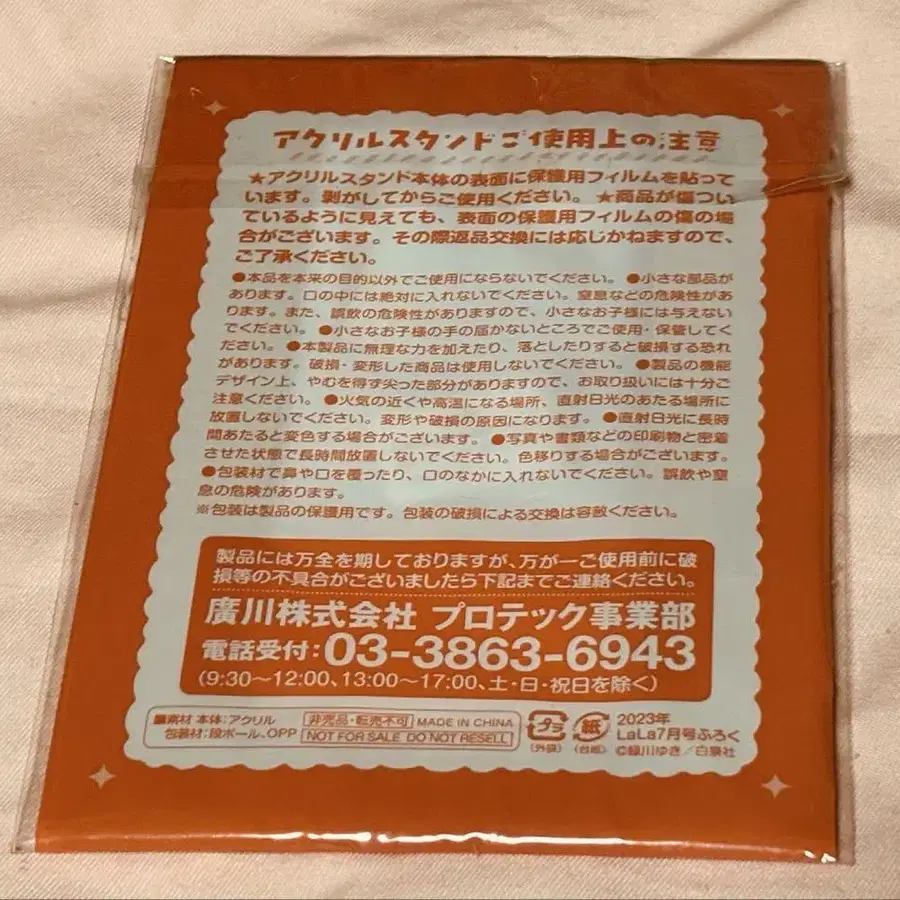 アクリルスタンドご使用上の注意
★アクリルスタンド本体の表面に保護用フィルムを貼って
います。剥がしてからご使用ください。 ★商品が傷つい
ているように見えても、表面の保護用フィルムの傷の場
合がございます。その際返品交換には応じかねますので、
ご了承ください。
●本品を本来の目的以外でご使用にならないでください。 ●小さな部品が
あります。口の中には絶対に入れないでください。窒息などの危険性があ
ります。また、誤飲の危険性がありますので、小さなお子様には与えない
でください。 ●小さなお子様の手の届かないところでご使用・保管してく
ださい。 ●本製品に無理な力を加えたり、落としたりすると破損する恐れ
があります。破損・変形した商品は使用しないでください。 ●製品の機能
デザイン上、やむを得ず尖った部分がありますので、お取り扱いには十分ご
注意ください。 ●火気の近くや高温になる場所、直射日光のあたる場所に
放置しないでください。変形や破損の原因になります。 ●直射日光に長時
間あたると変色する場合がございます。 ●写真や書類などの印刷物と密着
させた状態で長時間放置しないでください。色移りする場合がございます。
●包装材で鼻や口を覆ったり、口のなかに入れないでください。誤飲や窒
息の危険があります。
※包装は製品の保護用です。包装の破損による交換は容赦ください。
製品には万全を期しておりますが、万が一ご使用前に破
損等の不具合がございましたら下記までご連絡ください。
廣川株式会社 プロテック事業部
電話受付：03-3863-6943
（9:30～12:00、13:00～17:00、土・日・祝日を除く）
■素材 本体：アクリル
包装材：段ボール、OPP
非売品・転売不可 MADE IN CHINA
NOT FOR SALE DO NOT RESELL
プラ
（外袋）
紙
（台紙）
2023年
LaLa7月号ふろく
©緑川ゆき／白泉社